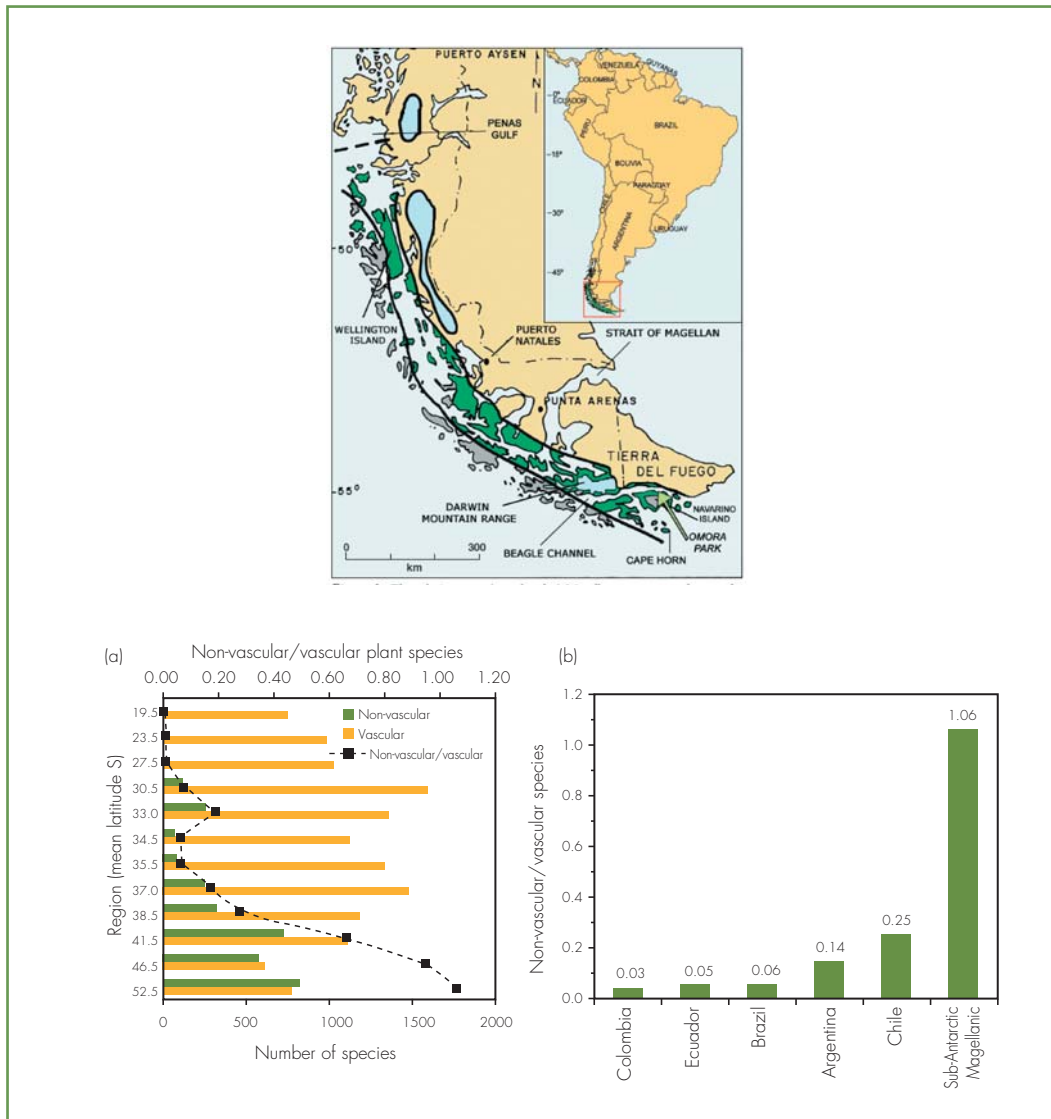 PUERTO AYSEN
N
PENAS
GULF
50
WELLINGTON
ISLAND
PUERTO
NATALES
STRAIT OF MAGELLAN
PUNTA ARENAS
TIERRA
DEL FUEGO
55°
DARWIN
MOUNTAIN RANGE
NAVARINO
ISLAND
OMORA
PARK
BEAGLE CHANNEL
CAPE HORN
0 300
km
VENEZUELA
GUYANAS
COLOMBIA
0°
ECUADOR
PERU
BRAZIL
15°
BOLIVIA
PARAGUAY
CHILE
30°
ARGENTINA
URUGUAY
45°
(a)
Non-vascular/vascular plant species
0.00 0.20 0.40 0.60 0.80 1.00 1.20
Non-vascular
Vascular
Non-vascular/vascular
Region (mean latitude S)
19.5
23.5
27.5
30.5
33.0
34.5
35.5
37.0
38.5
41.5
46.5
52.5
0 500 1000 1500 2000
Number of species
(b)
Non-vascular/vascular species
1.2
1.0
0.8
0.6
0.4
0.2
0.0
0.03
0.05
0.06
0.14
0.25
1.06
Colombia
Ecuador
Brazil
Argentina
Chile
Sub-Antarctic
Magellanic